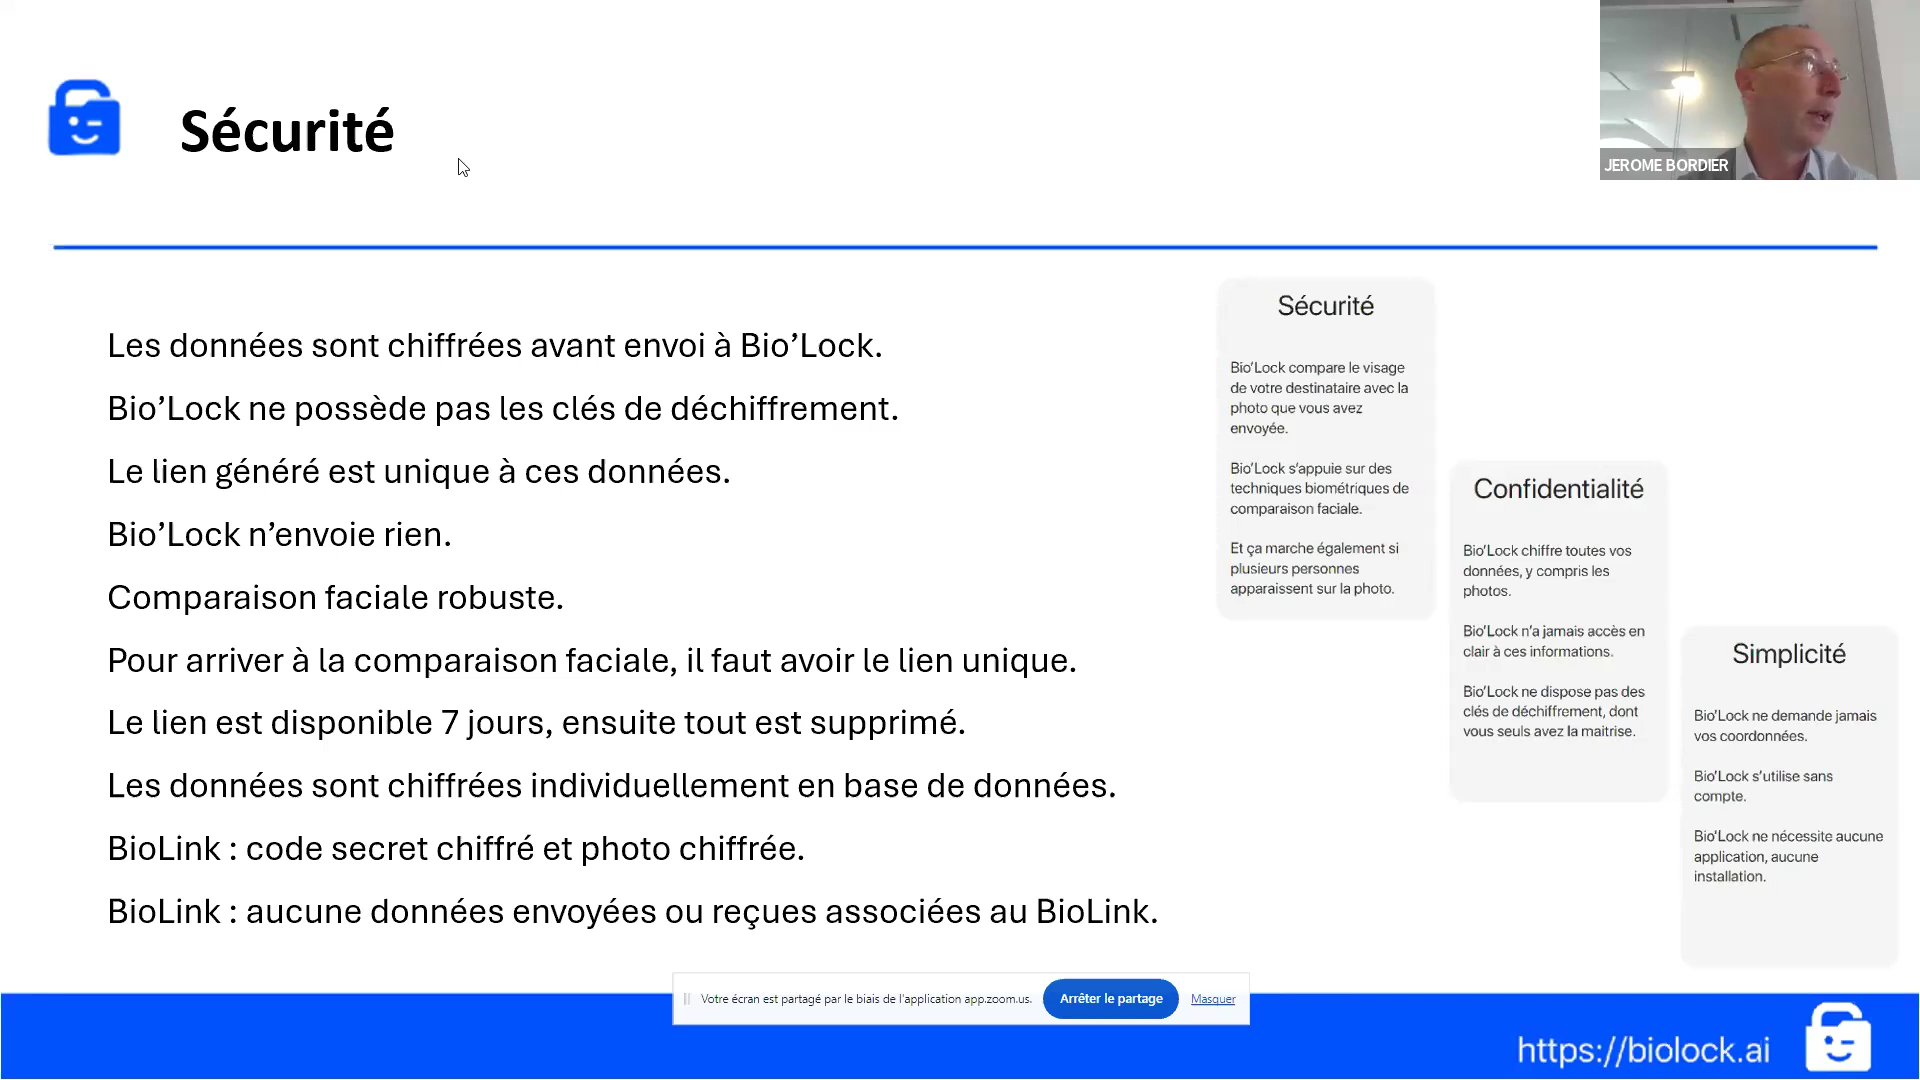 Sécurité
JEROME BORDIER
Les données sont chiffrées avant envoi à Bio’Lock.
Bio’Lock ne possède pas les clés de déchiffrement.
Le lien généré est unique à ces données.
Bio’Lock n’envoie rien.
Comparaison faciale robuste.
Pour arriver à la comparaison faciale, il faut avoir le lien unique.
Le lien est disponible 7 jours, ensuite tout est supprimé.
Les données sont chiffrées individuellement en base de données.
BioLink : code secret chiffré et photo chiffrée.
BioLink : aucune données envoyées ou reçues associées au BioLink.
Sécurité
Bio’Lock compare le visage
de votre destinataire avec la
photo que vous avez
envoyée.
Bio’Lock s’appuie sur des
techniques biométriques de
comparaison faciale.
Et ça marche également si
plusieurs personnes
apparaissent sur la photo.
Confidentialité
Bio’Lock chiffre toutes vos
données, y compris les
photos.
Bio’Lock n’a jamais accès en
clair à ces informations.
Bio’Lock ne dispose pas des
clés de déchiffrement, dont
vous seuls avez la maitrise.
Simplicité
Bio’Lock ne demande jamais
vos coordonnées.
Bio’Lock s’utilise sans
compte.
Bio’Lock ne nécessite aucune
application, aucune
installation.
Votre écran est partagé par le biais de l'application app.zoom.us.
Arrêter le partage
Masquer
https://biolock.ai